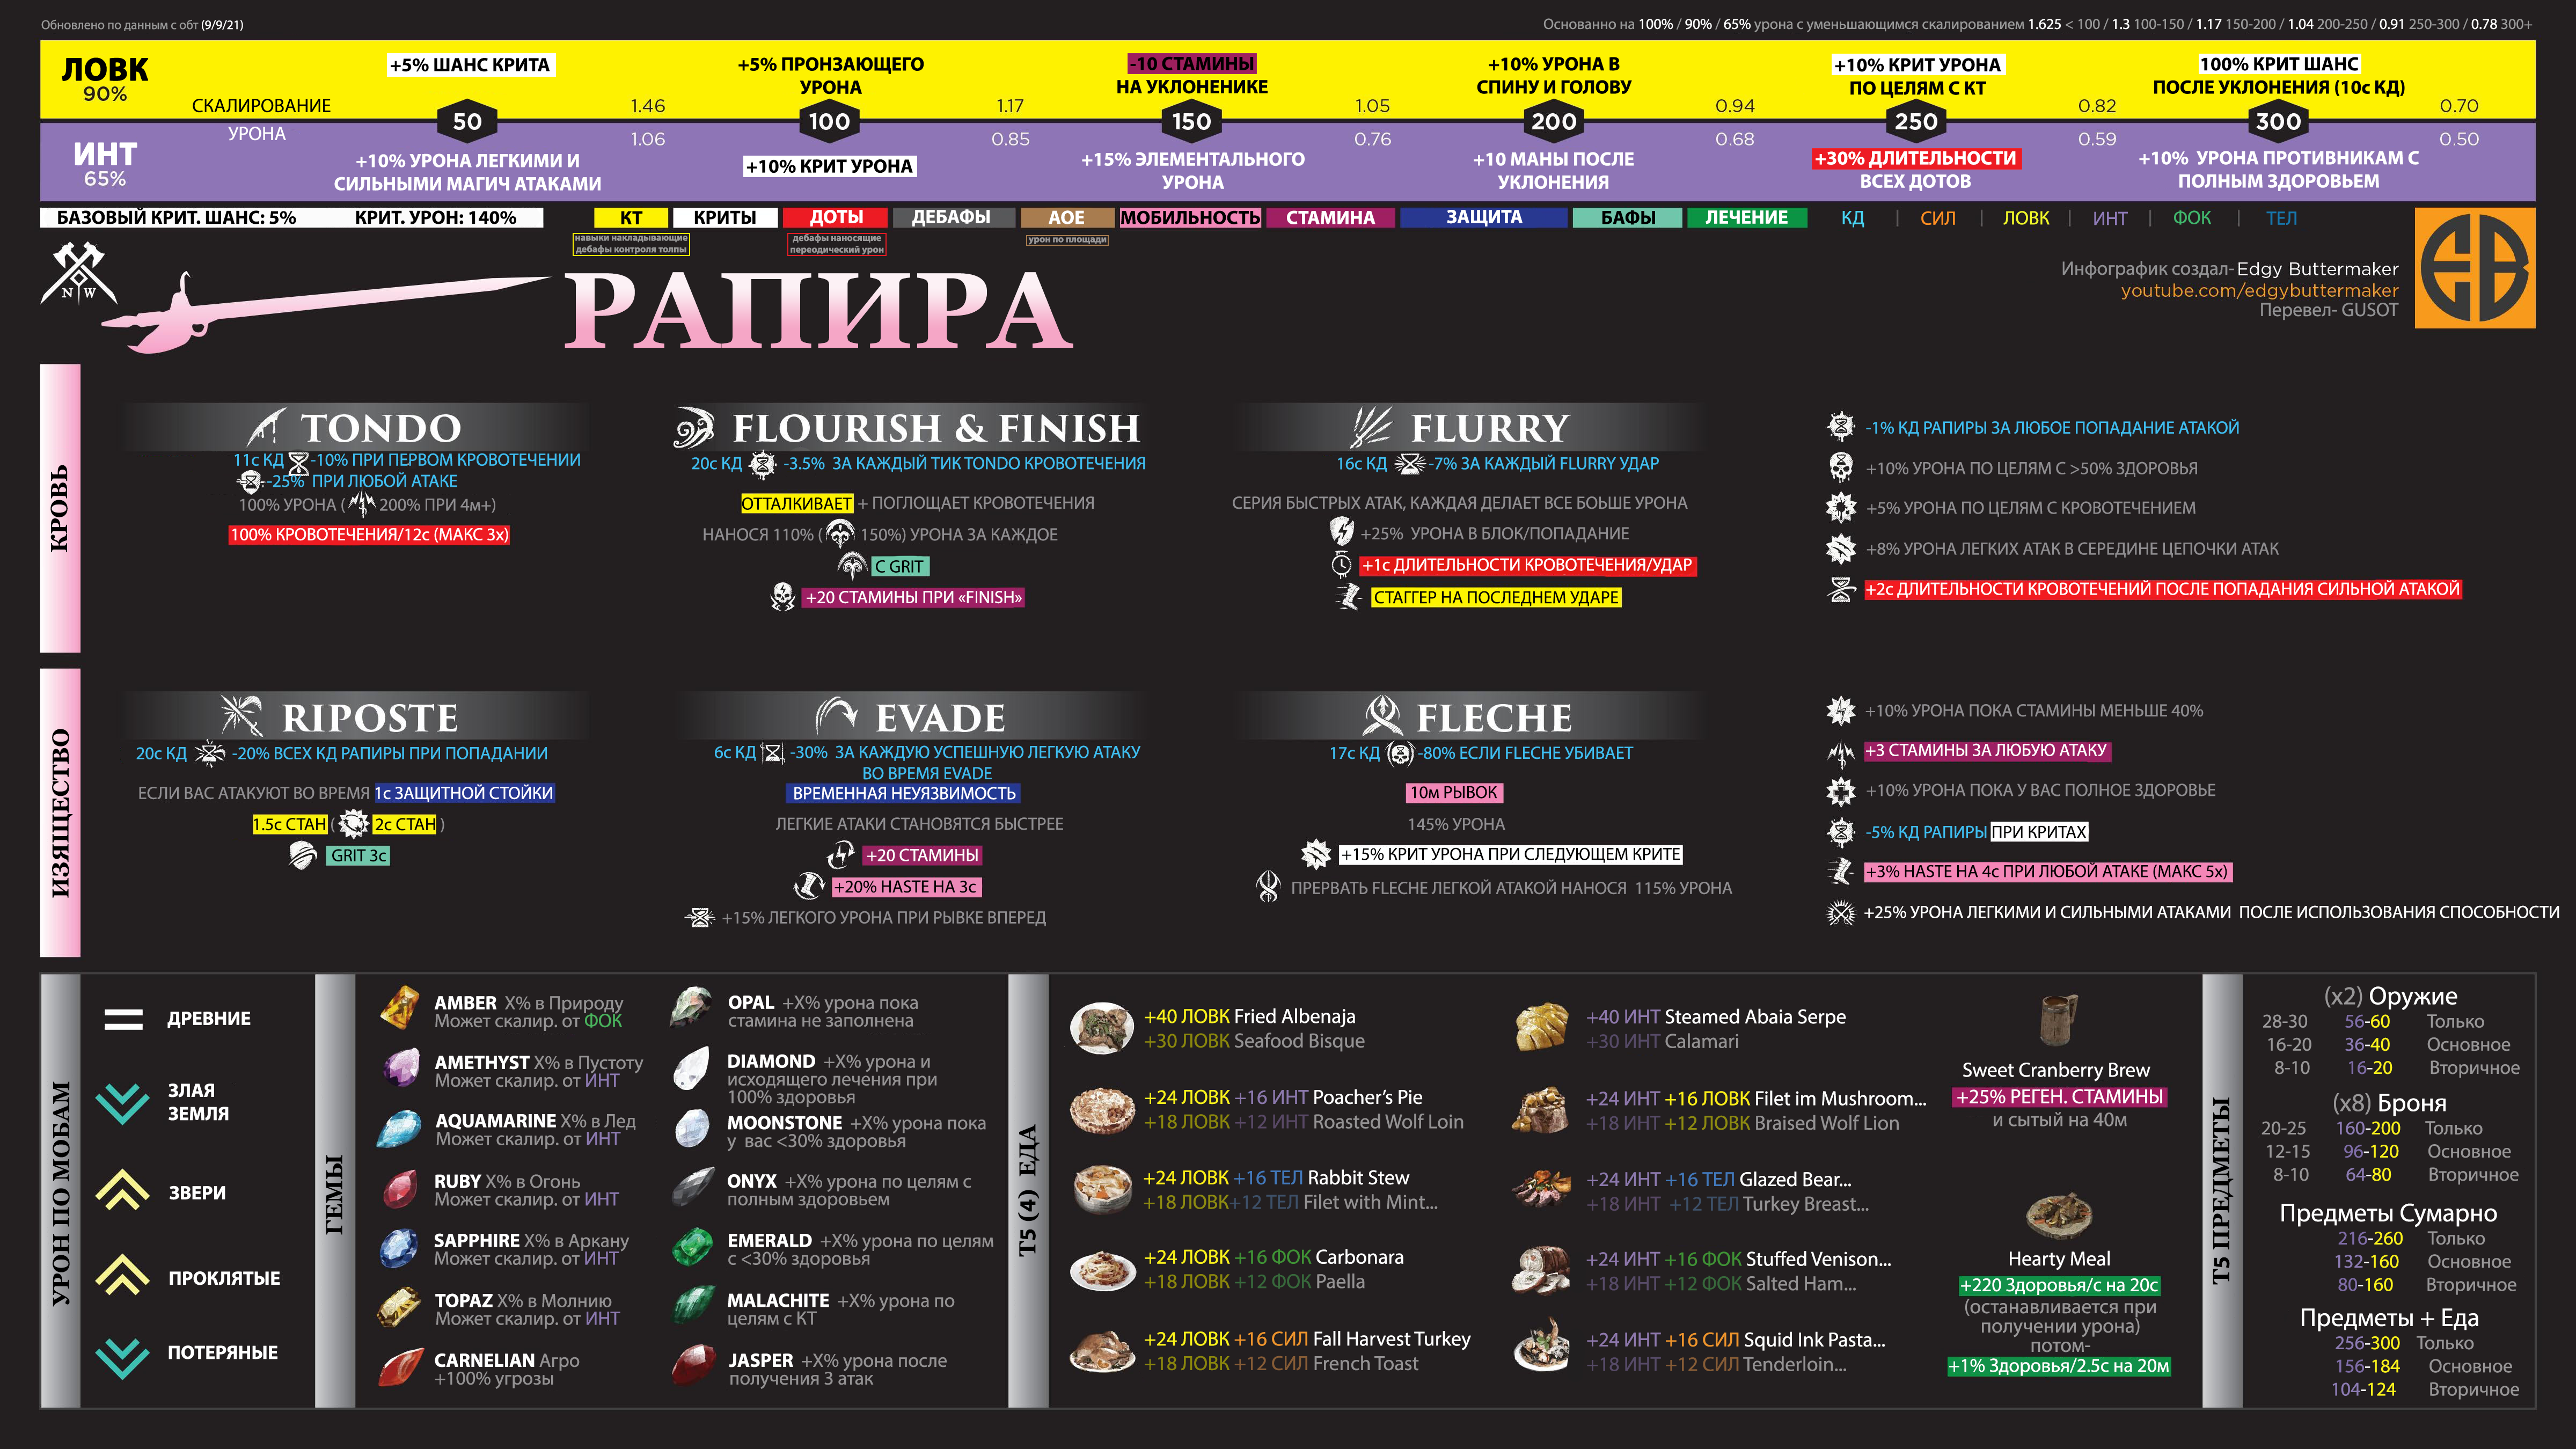 Обновлено по данным с обт (9/9/21)
Основанно на 100% / 90% / 65% урона с уменьшающимся скалированием 1.625 < 100 / 1.3 100-150 / 1.17 150-200 / 1.04 200-250 / 0.91 250-300 / 0.78 300+
ЛОВК
90%
СКАЛИРОВАНИЕ
УРОНА
ИНТ
65%
+5% ШАНС КРИТА
+5% ПРОНЗАЮЩЕГО
УРОНА
-10 СТАМИНЫ
НА УКЛОНЕНИКЕ
+10% УРОНА В
СПИНУ И ГОЛОВУ
+10% КРИТ УРОНА
ПО ЦЕЛЯМ С КТ
100% КРИТ ШАНС
ПОСЛЕ УКЛОНЕНИЯ (10с КД)
1.46 1.17 1.05 0.94 0.82 0.70
50 100 150 200 250 300
1.06 0.85 0.76 0.68 0.59 0.50
+10% УРОНА ЛЕГКИМИ И
СИЛЬНЫМИ МАГИЧ АТАКАМИ
+10% КРИТ УРОНА
+15% ЭЛЕМЕНТАЛЬНОГО
УРОНА
+10 МАНЫ ПОСЛЕ
УКЛОНЕНИЯ
+30% ДЛИТЕЛЬНОСТИ
ВСЕХ ДОТОВ
+10% УРОНА ПРОТИВНИКАМ С
ПОЛНЫМ ЗДОРОВЬЕМ
БАЗОВЫЙ КРИТ. ШАНС: 5% КРИТ. УРОН: 140%
КТ КРИТЫ ДОТЫ ДЕБАФЫ АОЕ МОБИЛЬНОСТЬ СТАМИНА ЗАЩИТА БАФЫ ЛЕЧЕНИЕ КД | СИЛ | ЛОВК | ИНТ | ФОК | ТЕЛ
навыки накладывающие
дебафы контроля толпы
дебафы наносящие
переодический урон
урон по площади
N W
РАПИРА
Инфографик создал- Edgy Buttermaker
youtube.com/edgybuttermaker
Перевел- GUSOT
EB
КРОВЬ
TONDO
11с КД -10% ПРИ ПЕРВОМ КРОВОТЕЧЕНИИ
-25% ПРИ ЛЮБОЙ АТАКЕ
100% УРОНА ( 200% ПРИ 4м+)
100% КРОВОТЕЧЕНИЯ/12с (МАКС 3х)
FLOURISH & FINISH
20с КД -3.5% ЗА КАЖДЫЙ ТИК TONDO КРОВОТЕЧЕНИЯ
ОТТАЛКИВАЕТ + ПОГЛОЩАЕТ КРОВОТЕЧЕНИЯ
НАНОСЯ 110% ( 150%) УРОНА ЗА КАЖДОЕ
С GRIT
+20 СТАМИНЫ ПРИ «FINISH»
FLURRY
16с КД -7% ЗА КАЖДЫЙ FLURRY УДАР
СЕРИЯ БЫСТРЫХ АТАК, КАЖДАЯ ДЕЛАЕТ ВСЕ БОЬШЕ УРОНА
+25% УРОНА В БЛОК/ПОПАДАНИЕ
+1с ДЛИТЕЛЬНОСТИ КРОВОТЕЧЕНИЯ/УДАР
СТАГГЕР НА ПОСЛЕДНЕМ УДАРЕ
-1% КД РАПИРЫ ЗА ЛЮБОЕ ПОПАДАНИЕ АТАКОЙ
+10% УРОНА ПО ЦЕЛЯМ С >50% ЗДОРОВЬЯ
+5% УРОНА ПО ЦЕЛЯМ С КРОВОТЕЧЕНИЕМ
+8% УРОНА ЛЕГКИХ АТАК В СЕРЕДИНЕ ЦЕПОЧКИ АТАК
+2с ДЛИТЕЛЬНОСТИ КРОВОТЕЧЕНИЙ ПОСЛЕ ПОПАДАНИЯ СИЛЬНОЙ АТАКОЙ
ИЗЯЩЕСТВО
RIPOSTE
20с КД -20% ВСЕХ КД РАПИРЫ ПРИ ПОПАДАНИИ
ЕСЛИ ВАС АТАКУЮТ ВО ВРЕМЯ 1с ЗАЩИТНОЙ СТОЙКИ
1.5с СТАН ( 2с СТАН )
GRIT 3с
EVADE
6с КД -30% ЗА КАЖДУЮ УСПЕШНУЮ ЛЕГКУЮ АТАКУ
ВО ВРЕМЯ EVADE
ВРЕМЕННАЯ НЕУЯЗВИМОСТЬ
ЛЕГКИЕ АТАКИ СТАНОВЯТСЯ БЫСТРЕЕ
+20 СТАМИНЫ
+20% HASTE НА 3с
+15% ЛЕГКОГО УРОНА ПРИ РЫВКЕ ВПЕРЕД
FLECHE
17с КД -80% ЕСЛИ FLECHE УБИВАЕТ
10м РЫВОК
145% УРОНА
+15% КРИТ УРОНА ПРИ СЛЕДУЮЩЕМ КРИТЕ
ПРЕРВАТЬ FLECHE ЛЕГКОЙ АТАКОЙ НАНОСЯ 115% УРОНА
+10% УРОНА ПОКА СТАМИНЫ МЕНЬШЕ 40%
+3 СТАМИНЫ ЗА ЛЮБУЮ АТАКУ
+10% УРОНА ПОКА У ВАС ПОЛНОЕ ЗДОРОВЬЕ
-5% КД РАПИРЫ ПРИ КРИТАХ
+3% HASTE НА 4с ПРИ ЛЮБОЙ АТАКЕ (МАКС 5х)
+25% УРОНА ЛЕГКИМИ И СИЛЬНЫМИ АТАКАМИ ПОСЛЕ ИСПОЛЬЗОВАНИЯ СПОСОБНОСТИ
УРОН ПО МОБАМ
ДРЕВНИЕ
ЗЛАЯ
ЗЕМЛЯ
ЗВЕРИ
ПРОКЛЯТЫЕ
ПОТЕРЯНЫЕ
ГЕМЫ
AMBER X% в Природу
Может скалир. от ФОК
AMETHYST X% в Пустоту
Может скалир. от ИНТ
AQUAMARINE X% в Лед
Может скалир. от ИНТ
RUBY X% в Огонь
Может скалир. от ИНТ
SAPPHIRE X% в Аркану
Может скалир. от ИНТ
TOPAZ X% в Молнию
Может скалир. от ИНТ
CARNELIAN Агро
+100% угрозы
OPAL +X% урона пока
стамина не заполнена
DIAMOND +X% урона и
исходящего лечения при
100% здоровья
MOONSTONE +X% урона пока
у вас <30% здоровья
ONYX +X% урона по целям с
полным здоровьем
EMERALD +X% урона по целям
с <30% здоровья
MALACHITE +X% урона по
целям с КТ
JASPER +X% урона после
получения 3 атак
T5 (4) ЕДА
+40 ЛОВК Fried Albenaja
+30 ЛОВК Seafood Bisque
+24 ЛОВК +16 ИНТ Poacher’s Pie
+18 ЛОВК +12 ИНТ Roasted Wolf Loin
+24 ЛОВК +16 ТЕЛ Rabbit Stew
+18 ЛОВК+12 ТЕЛ Filet with Mint...
+24 ЛОВК +16 ФОК Carbonara
+18 ЛОВК +12 ФОК Paella
+24 ЛОВК +16 СИЛ Fall Harvest Turkey
+18 ЛОВК +12 СИЛ French Toast
+40 ИНТ Steamed Abaia Serpe
+30 ИНТ Calamari
+24 ИНТ +16 ЛОВК Filet im Mushroom...
+18 ИНТ +12 ЛОВК Braised Wolf Lion
+24 ИНТ +16 ТЕЛ Glazed Bear...
+18 ИНТ +12 ТЕЛ Turkey Breast...
+24 ИНТ +16 ФОК Stuffed Venison...
+18 ИНТ +12 ФОК Salted Ham...
+24 ИНТ +16 СИЛ Squid Ink Pasta...
+18 ИНТ +12 СИЛ Tenderloin...
Sweet Cranberry Brew
+25% РЕГЕН. СТАМИНЫ
и сытый на 40м
Hearty Meal
+220 Здоровья/с на 20с
(останавливается при
получении урона)
потом-
+1% Здоровья/2.5с на 20м
T5 ПРЕДМЕТЫ
(x2) Оружие
28-30 56-60 Только
16-20 36-40 Основное
8-10 16-20 Вторичное
(x8) Броня
20-25 160-200 Только
12-15 96-120 Основное
8-10 64-80 Вторичное
Предметы Сумарно
216-260 Только
132-160 Основное
80-160 Вторичное
Предметы + Еда
256-300 Только
156-184 Основное
104-124 Вторичное